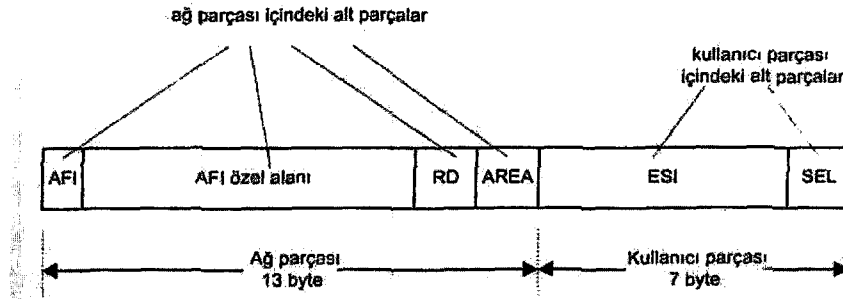 ağ parçası içindeki alt parçalar
kullanıcı parçası
içindeki alt parçalar
AFI
AFI özel alanı
RD
AREA
ESI
SEL
Ağ parçası
13 byte
Kullanıcı parçası
7 byte